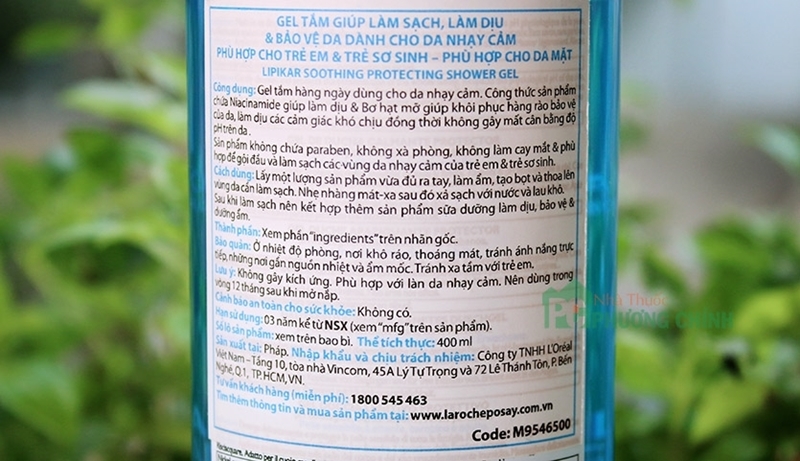 GEL TẮM GIÚP LÀM SẠCH, LÀM DỊU
& BẢO VỆ DA DÀNH CHO DA NHẠY CẢM
PHÙ HỢP CHO TRẺ EM & TRẺ SƠ SINH – PHÙ HỢP CHO DA MẶT
LIPIKAR SOOTHING PROTECTING SHOWER GEL
Công dụng: Gel tắm hàng ngày dùng cho da nhạy cảm. Công thức sản phẩm
chứa Niacinamide giúp làm dịu & Bơ hạt mỡ giúp khôi phục hàng rào bảo vệ
của da, làm dịu các cảm giác khó chịu đồng thời không gây mất cân bằng độ
pH trên da.
Sản phẩm không chứa paraben, không xà phòng, không làm cay mắt & phù
hợp để gội đầu và làm sạch các vùng da nhạy cảm của trẻ em & trẻ sơ sinh.
Cách dùng: Lấy một lượng sản phẩm vừa đủ ra tay, làm ẩm, tạo bọt và thoa lên
vùng da cần làm sạch. Nhẹ nhàng mát-xa sau đó xả sạch với nước và lau khô.
Sau khi làm sạch nên kết hợp thêm sản phẩm sữa dưỡng làm dịu, bảo vệ &
dưỡng ẩm.
Thành phần: Xem phần "ingredients" trên nhãn gốc.
Bảo quản: Ở nhiệt độ phòng, nơi khô ráo, thoáng mát, tránh ánh nắng trực
tiếp, những nơi gần nguồn nhiệt và ẩm mốc. Tránh xa tầm với trẻ em.
Lưu ý: Không gây kích ứng. Phù hợp với làn da nhạy cảm. Nên dùng trong
vòng 12 tháng sau khi mở nắp.
Cảnh báo an toàn cho sức khỏe: Không có.
Hạn sử dụng: 03 năm kể từ NSX (xem "mfg" trên sản phẩm).
Số lô sản phẩm: xem trên bao bì. Thể tích thực: 400 ml
Sản xuất tại: Pháp. Nhập khẩu và chịu trách nhiệm: Công ty TNHH L'Oréal
Việt Nam – Tầng 10, tòa nhà Vincom, 45A Lý Tự Trọng và 72 Lê Thánh Tôn, P. Bến
Nghé, Q.1, TP.HCM, VN.
Tư vấn khách hàng (miễn phí): 1800 545 463
Tìm thêm thông tin và mua sản phẩm tại: www.larocheposay.com.vn
Code: M9546500
Nhà Thuốc
PHƯƠNG CHÍNH